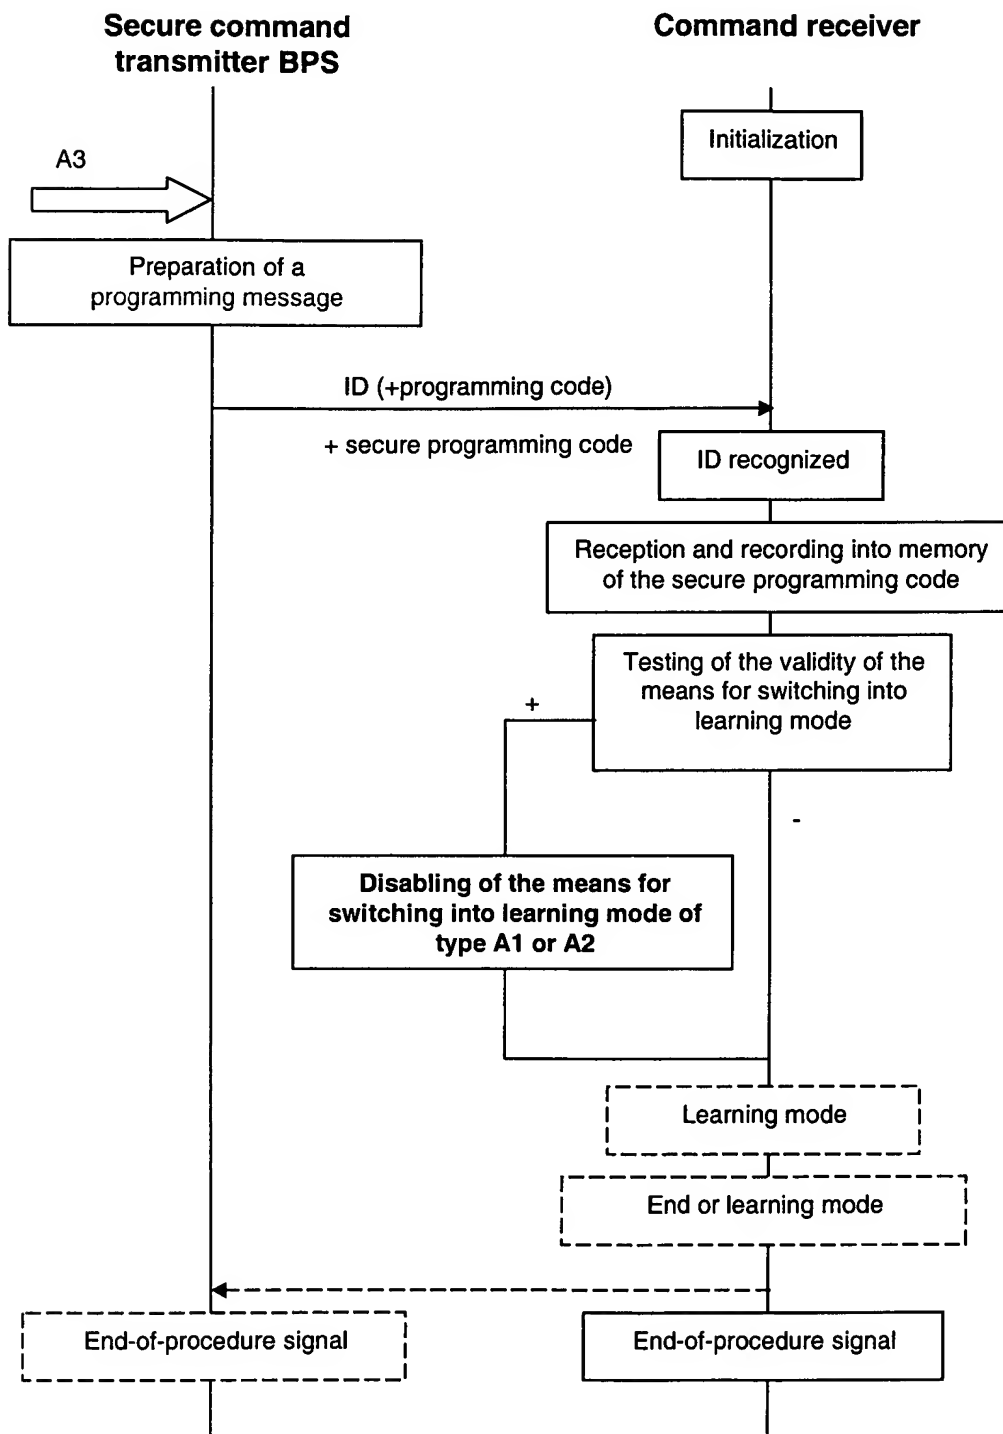 Secure command
transmitter BPS
Command receiver
Initialization
A3
Preparation of a
programming message
ID (+programming code)
+ secure programming code
ID recognized
Reception and recording into memory
of the secure programming code
Testing of the validity of the
means for switching into
learning mode
+
-
Disabling of the means for
switching into learning mode of
type A1 or A2
Learning mode
End or learning mode
End-of-procedure signal
End-of-procedure signal